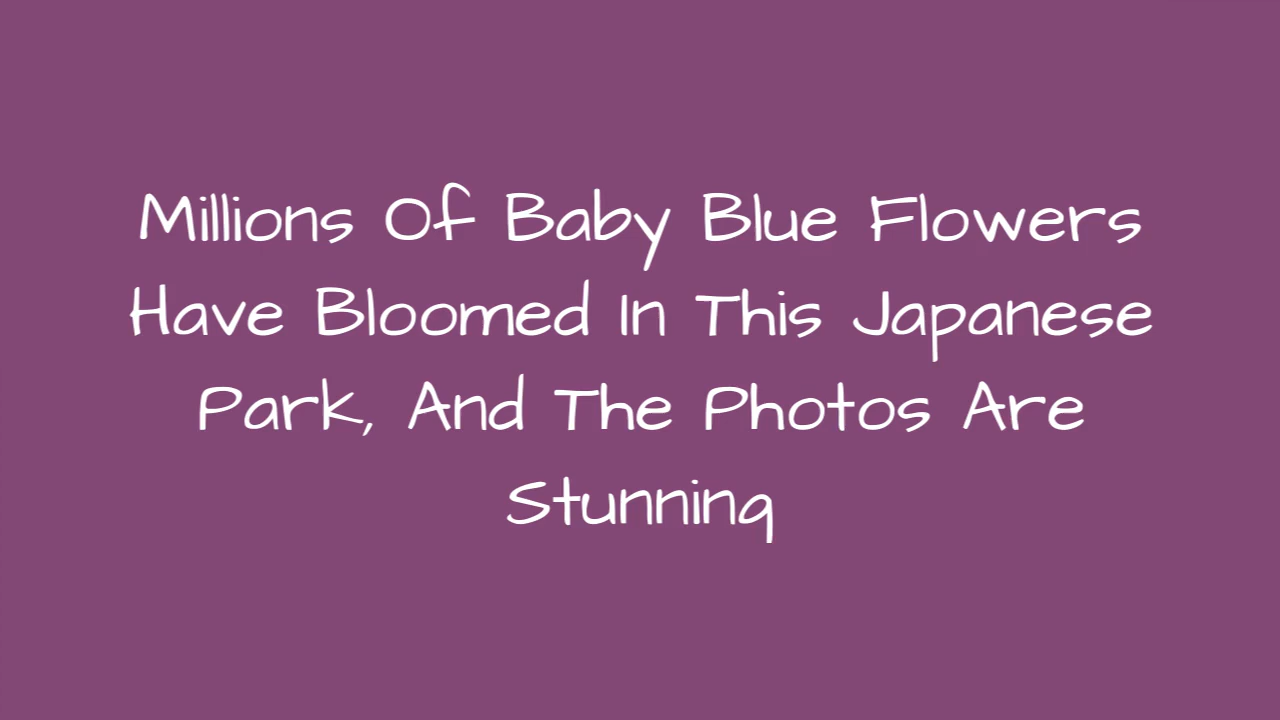 Millions Of Baby Blue Flowers
Have Bloomed In This Japanese
Park, And The Photos Are
Stunning